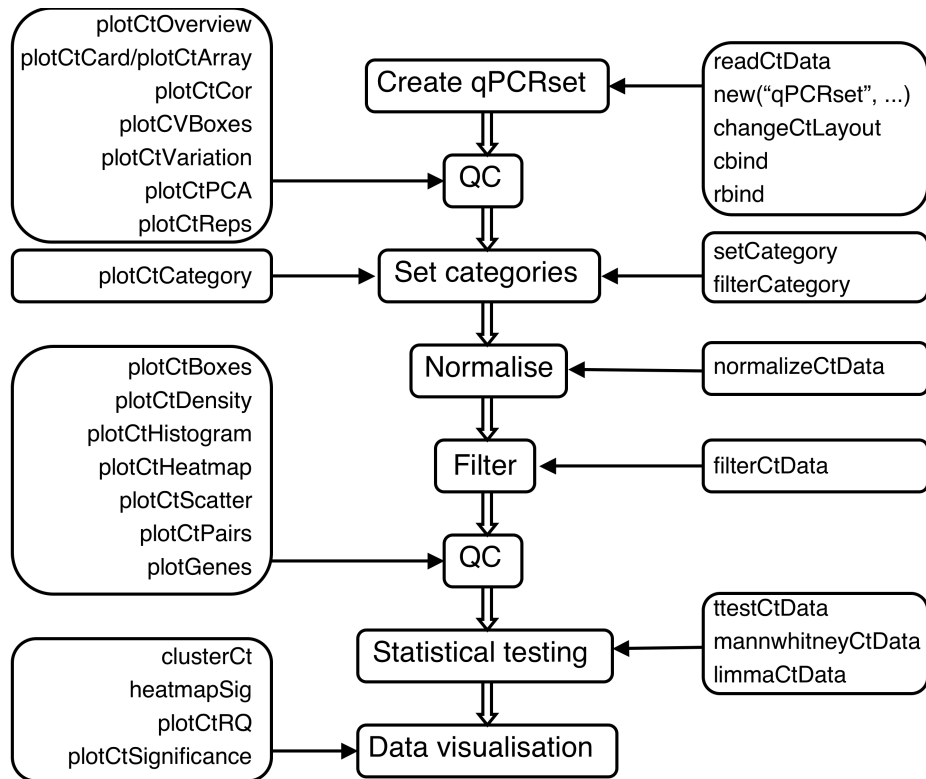 plotCtOverview
plotCtCard/plotCtArray
plotCtCor
plotCVBoxes
plotCtVariation
plotCtPCA
plotCtReps
plotCtCategory
plotCtBoxes
plotCtDensity
plotCtHistogram
plotCtHeatmap
plotCtScatter
plotCtPairs
plotGenes
clusterCt
heatmapSig
plotCtRQ
plotCtSignificance
Create qPCRset
QC
Set categories
Normalise
Filter
QC
Statistical testing
Data visualisation
readCtData
new(“qPCRset”, ...)
changeCtLayout
cbind
rbind
setCategory
filterCategory
normalizeCtData
filterCtData
ttestCtData
mannwhitneyCtData
limmaCtData